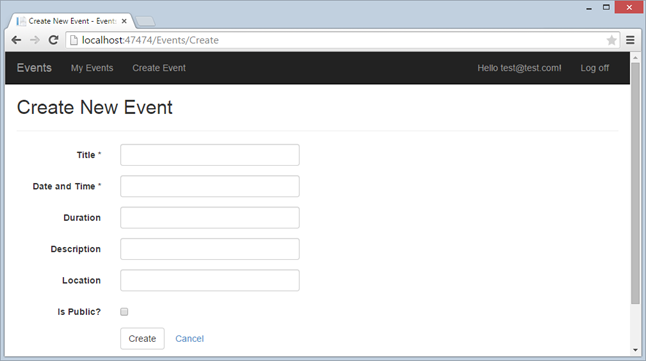 Create New Event - Event
localhost:47474/Events/Create
Events My Events Create Event Hello test@test.com! Log off
Create New Event
Title *
Date and Time *
Duration
Description
Location
Is Public?
Create Cancel